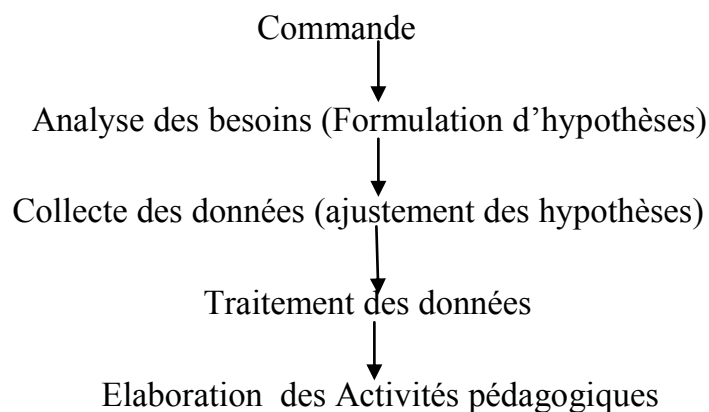 Commande
Analyse des besoins (Formulation d’hypothèses)
Collecte des données (ajustement des hypothèses)
Traitement des données
Elaboration des Activités pédagogiques